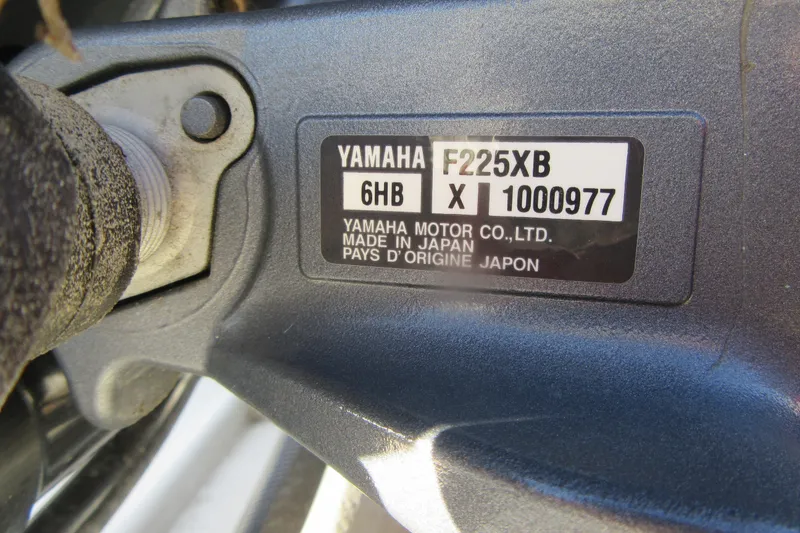 YAMAHA F225XB
6HB X 1000977
YAMAHA MOTOR CO.,LTD.
MADE IN JAPAN
PAYS D'ORIGINE JAPON